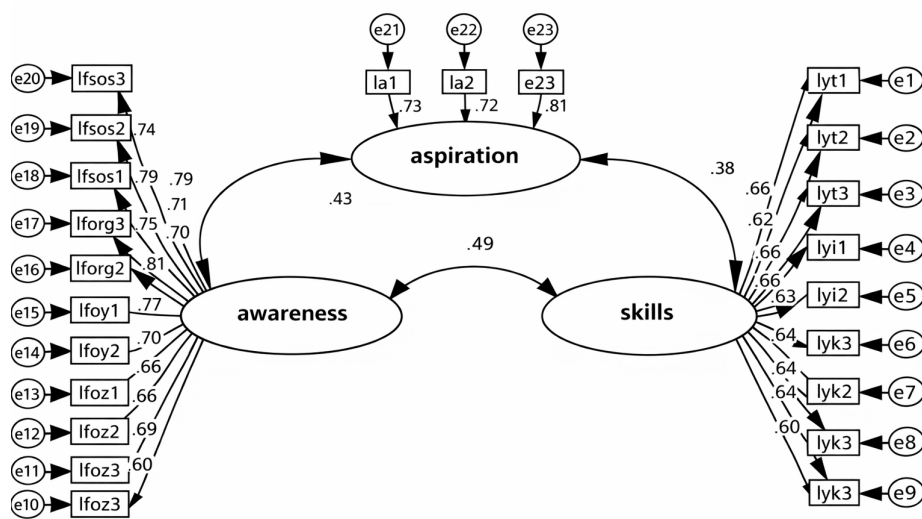 e21 e22 e23
la1 la2 e23
.73 .72 .81
aspiration
e20 lfsos3
e19 lfsos2
e18 lfsos1
e17 lforg3
e16 lforg2
e15 lfoy1
e14 lfoy2
e13 lfoz1
e12 lfoz2
e11 lfoz3
e10 lfoz3
.74
.79
.79
.71
.75
.70
.81
.77
.70
.66
.66
.69
.60
awareness
.43
.49
.38
skills
.66
.62
.66
.66
.63
.64
.64
.64
.60
lyt1 e1
lyt2 e2
lyt3 e3
lyi1 e4
lyi2 e5
lyk3 e6
lyk2 e7
lyk3 e8
lyk3 e9